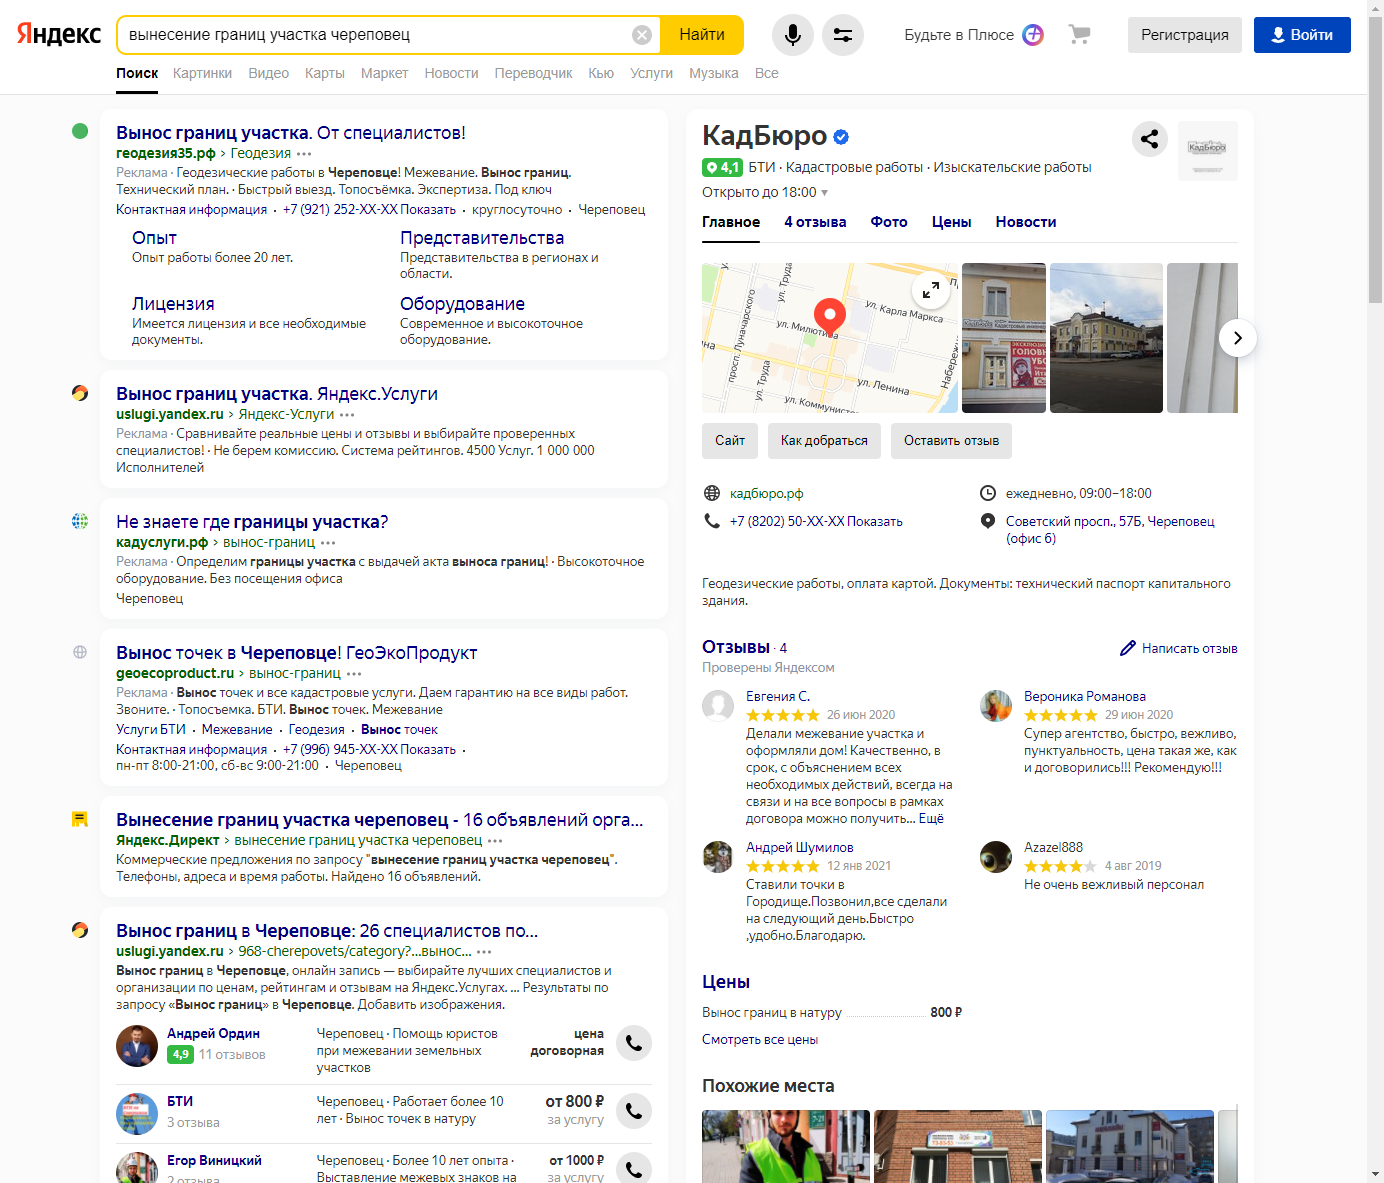 Яндекс
вынесение границ участка череповец
Найти
Будьте в Плюсе
Регистрация
Войти
Поиск Картинки Видео Карты Маркет Новости Переводчик Кью Услуги Музыка Все
Вынос границ участка. От специалистов!
геодезия35.рф › Геодезия
Реклама · Геодезические работы в Череповце! Межевание. Вынос границ.
Технический план. · Быстрый выезд. Топосъёмка. Экспертиза. Под ключ
Контактная информация · +7 (921) 252-XX-XX Показать · круглосуточно · Череповец
Опыт
Опыт работы более 20 лет.
Представительства
Представительства в регионах и
области.
Лицензия
Имеется лицензия и все необходимые
документы.
Оборудование
Современное и высокоточное
оборудование.
Вынос границ участка. Яндекс.Услуги
uslugi.yandex.ru › Яндекс-Услуги
Реклама · Сравнивайте реальные цены и отзывы и выбирайте проверенных
специалистов! · Не берем комиссию. Система рейтингов. 4500 Услуг. 1 000 000
Исполнителей
Не знаете где границы участка?
кадуслуги.рф › вынос-границ
Реклама · Определим границы участка с выдачей акта выноса границ! · Высокоточное
оборудование. Без посещения офиса
Череповец
Вынос точек в Череповце! ГеоЭкоПродукт
geoecoproduct.ru › вынос-границ
Реклама · Вынос точек и все кадастровые услуги. Даем гарантию на все виды работ.
Звоните. · Топосъемка. БТИ. Вынос точек. Межевание
Услуги БТИ · Межевание · Геодезия · Вынос точек
Контактная информация · +7 (996) 945-XX-XX Показать ·
пн-пт 8:00-21:00, сб-вс 9:00-21:00 · Череповец
Вынесение границ участка череповец - 16 объявлений орга...
Яндекс.Директ › вынесение границ участка череповец
Коммерческие предложения по запросу "вынесение границ участка череповец".
Телефоны, адреса и время работы. Найдено 16 объявлений.
Вынос границ в Череповце: 26 специалистов по...
uslugi.yandex.ru › 968-cherepovets/category?...вынос...
Вынос границ в Череповце, онлайн запись — выбирайте лучших специалистов и
организации по ценам, рейтингам и отзывам на Яндекс.Услугах. ... Результаты по
запросу «Вынос границ» в Череповце. Добавить изображения.
Андрей Ордин
4,9 11 отзывов
Череповец · Помощь юристов
при межевании земельных
участков
цена
договорная
БТИ
3 отзыва
Череповец · Работает более 10
лет · Вынос точек в натуру
от 800 ₽
за услугу
Егор Виницкий
2 отзыва
Череповец · Более 10 лет опыта ·
Выставление межевых знаков на
от 1000 ₽
за услугу
КадБюро
КадБюро
4,1 БТИ · Кадастровые работы · Изыскательские работы
Открыто до 18:00
Главное 4 отзыва Фото Цены Новости
ул. Труда
ул. Карла Маркса
ул. Милютина
просп. Луначарского
ул. Труда
ул. Ленина
ул. Коммунистов
Набережн
ина
ЭКСКЛЮЗИВ
ГОЛОВН
УБО
Сайт
Как добраться
Оставить отзыв
кадбюро.рф
ежедневно, 09:00–18:00
+7 (8202) 50-XX-XX Показать
Советский просп., 57Б, Череповец
(офис 6)
Геодезические работы, оплата картой. Документы: технический паспорт капитального
здания.
Отзывы · 4
Написать отзыв
Проверены Яндексом
Евгения С.
26 июн 2020
Делали межевание участка и
оформляли дом! Качественно, в
срок, с объяснением всех
необходимых действий, всегда на
связи и на все вопросы в рамках
договора можно получить... Ещё
Вероника Романова
29 июн 2020
Супер агентство, быстро, вежливо,
пунктуальность, цена такая же, как
и договорились!!! Рекомендую!!!
Андрей Шумилов
12 янв 2021
Ставили точки в
Городище.Позвонил,все сделали
на следующий день.Быстро
,удобно.Благодарю.
Azazel888
4 авг 2019
Не очень вежливый персонал
Цены
Вынос границ в натуру 800 ₽
Смотреть все цены
Похожие места